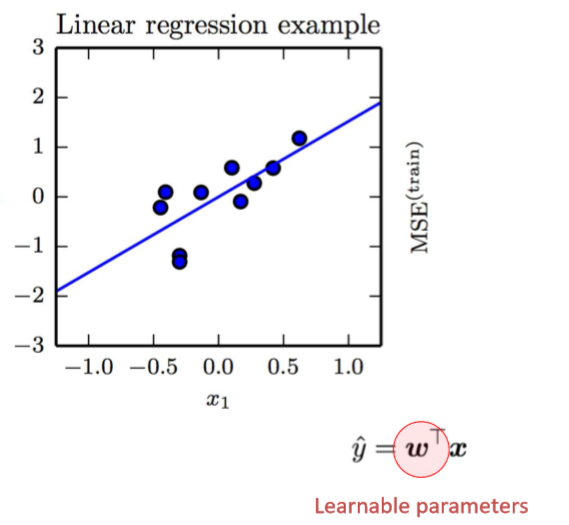 Linear regression example
3
2
1
0
−1
−2
−3
−1.0 −0.5 0.0 0.5 1.0
x₁
MSE⁽ᵗʳᵃⁱⁿ⁾
ŷ = w⊤x
Learnable parameters